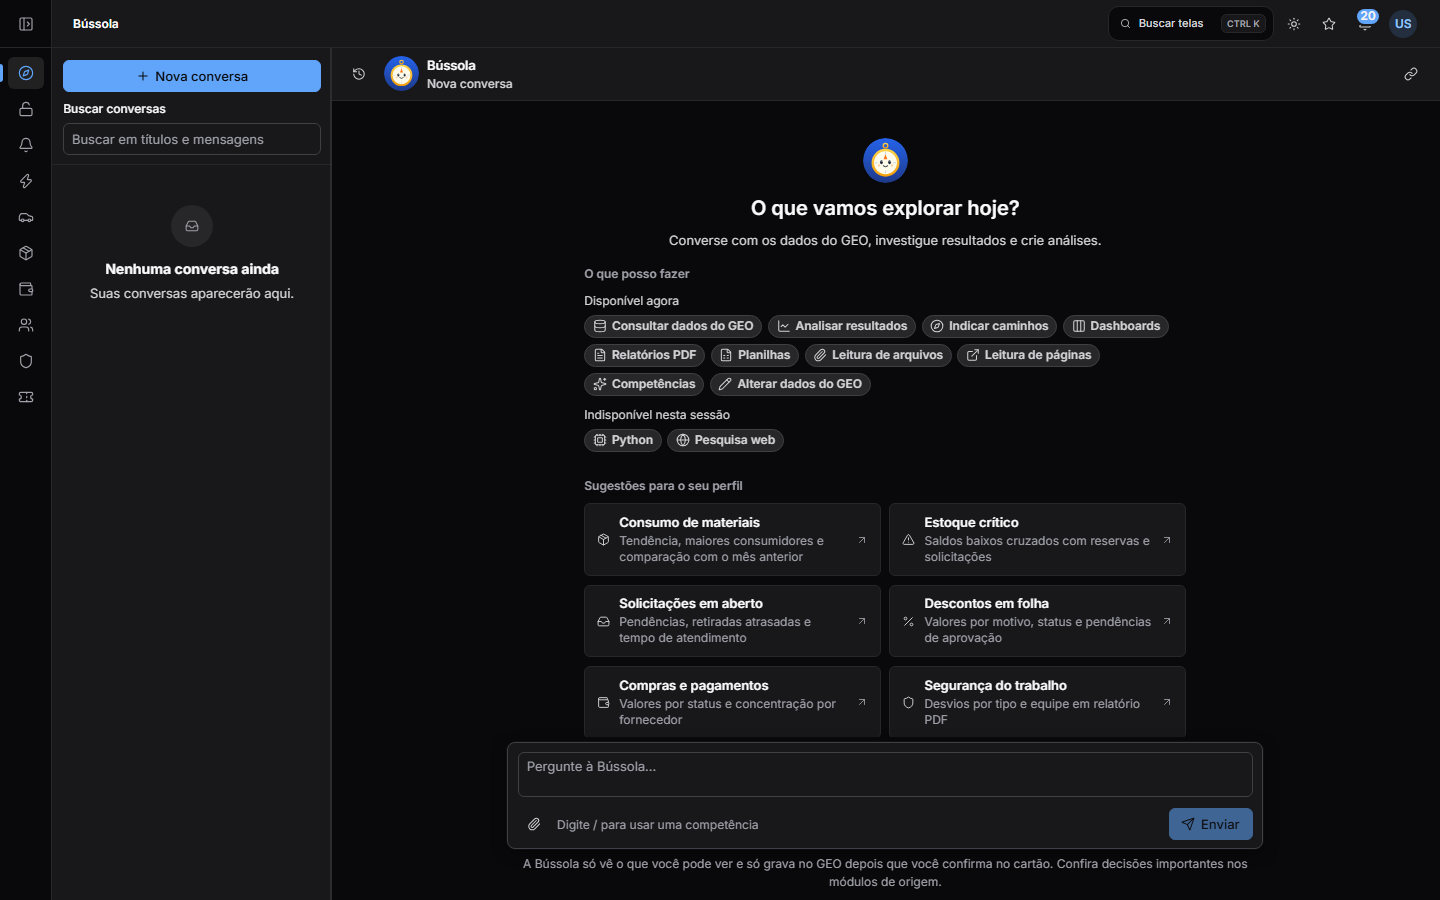 Bússola
Buscar telas
CTRL K
20
US
Nova conversa
Buscar conversas
Buscar em títulos e mensagens
Nenhuma conversa ainda
Suas conversas aparecerão aqui.
Bússola
Nova conversa
O que vamos explorar hoje?
Converse com os dados do GEO, investigue resultados e crie análises.
O que posso fazer
Disponível agora
Consultar dados do GEO Analisar resultados Indicar caminhos Dashboards
Relatórios PDF Planilhas Leitura de arquivos Leitura de páginas
Competências Alterar dados do GEO
Indisponível nesta sessão
Python Pesquisa web
Sugestões para o seu perfil
Consumo de materiais
Tendência, maiores consumidores e
comparação com o mês anterior
Estoque crítico
Saldos baixos cruzados com reservas e
solicitações
Solicitações em aberto
Pendências, retiradas atrasadas e
tempo de atendimento
Descontos em folha
Valores por motivo, status e pendências
de aprovação
Compras e pagamentos
Valores por status e concentração por
fornecedor
Segurança do trabalho
Desvios por tipo e equipe em relatório
PDF
Pergunte à Bússola...
Digite / para usar uma competência
Enviar
A Bússola só vê o que você pode ver e só grava no GEO depois que você confirma no cartão. Confira decisões importantes nos
módulos de origem.